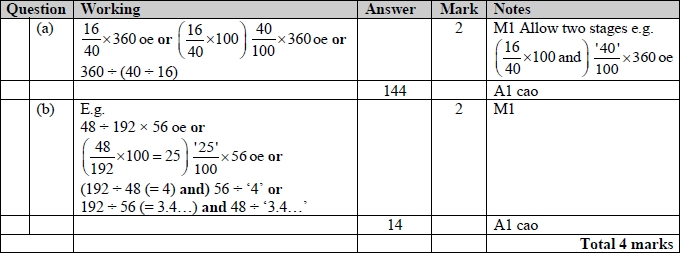 Question Working Answer Mark Notes
(a) 16/40 × 360 oe or (16/40 × 100) 40/100 × 360 oe or 2 M1 Allow two stages e.g.
360 ÷ (40 ÷ 16) (16/40 × 100 and) '40'/100 × 360 oe
144 A1 cao
(b) E.g. 2 M1
48 ÷ 192 × 56 oe or
(48/192 × 100 = 25) '25'/100 × 56 oe or
(192 ÷ 48 (= 4) and) 56 ÷ ‘4’ or
192 ÷ 56 (= 3.4…) and 48 ÷ ‘3.4…’
14 A1 cao
Total 4 marks